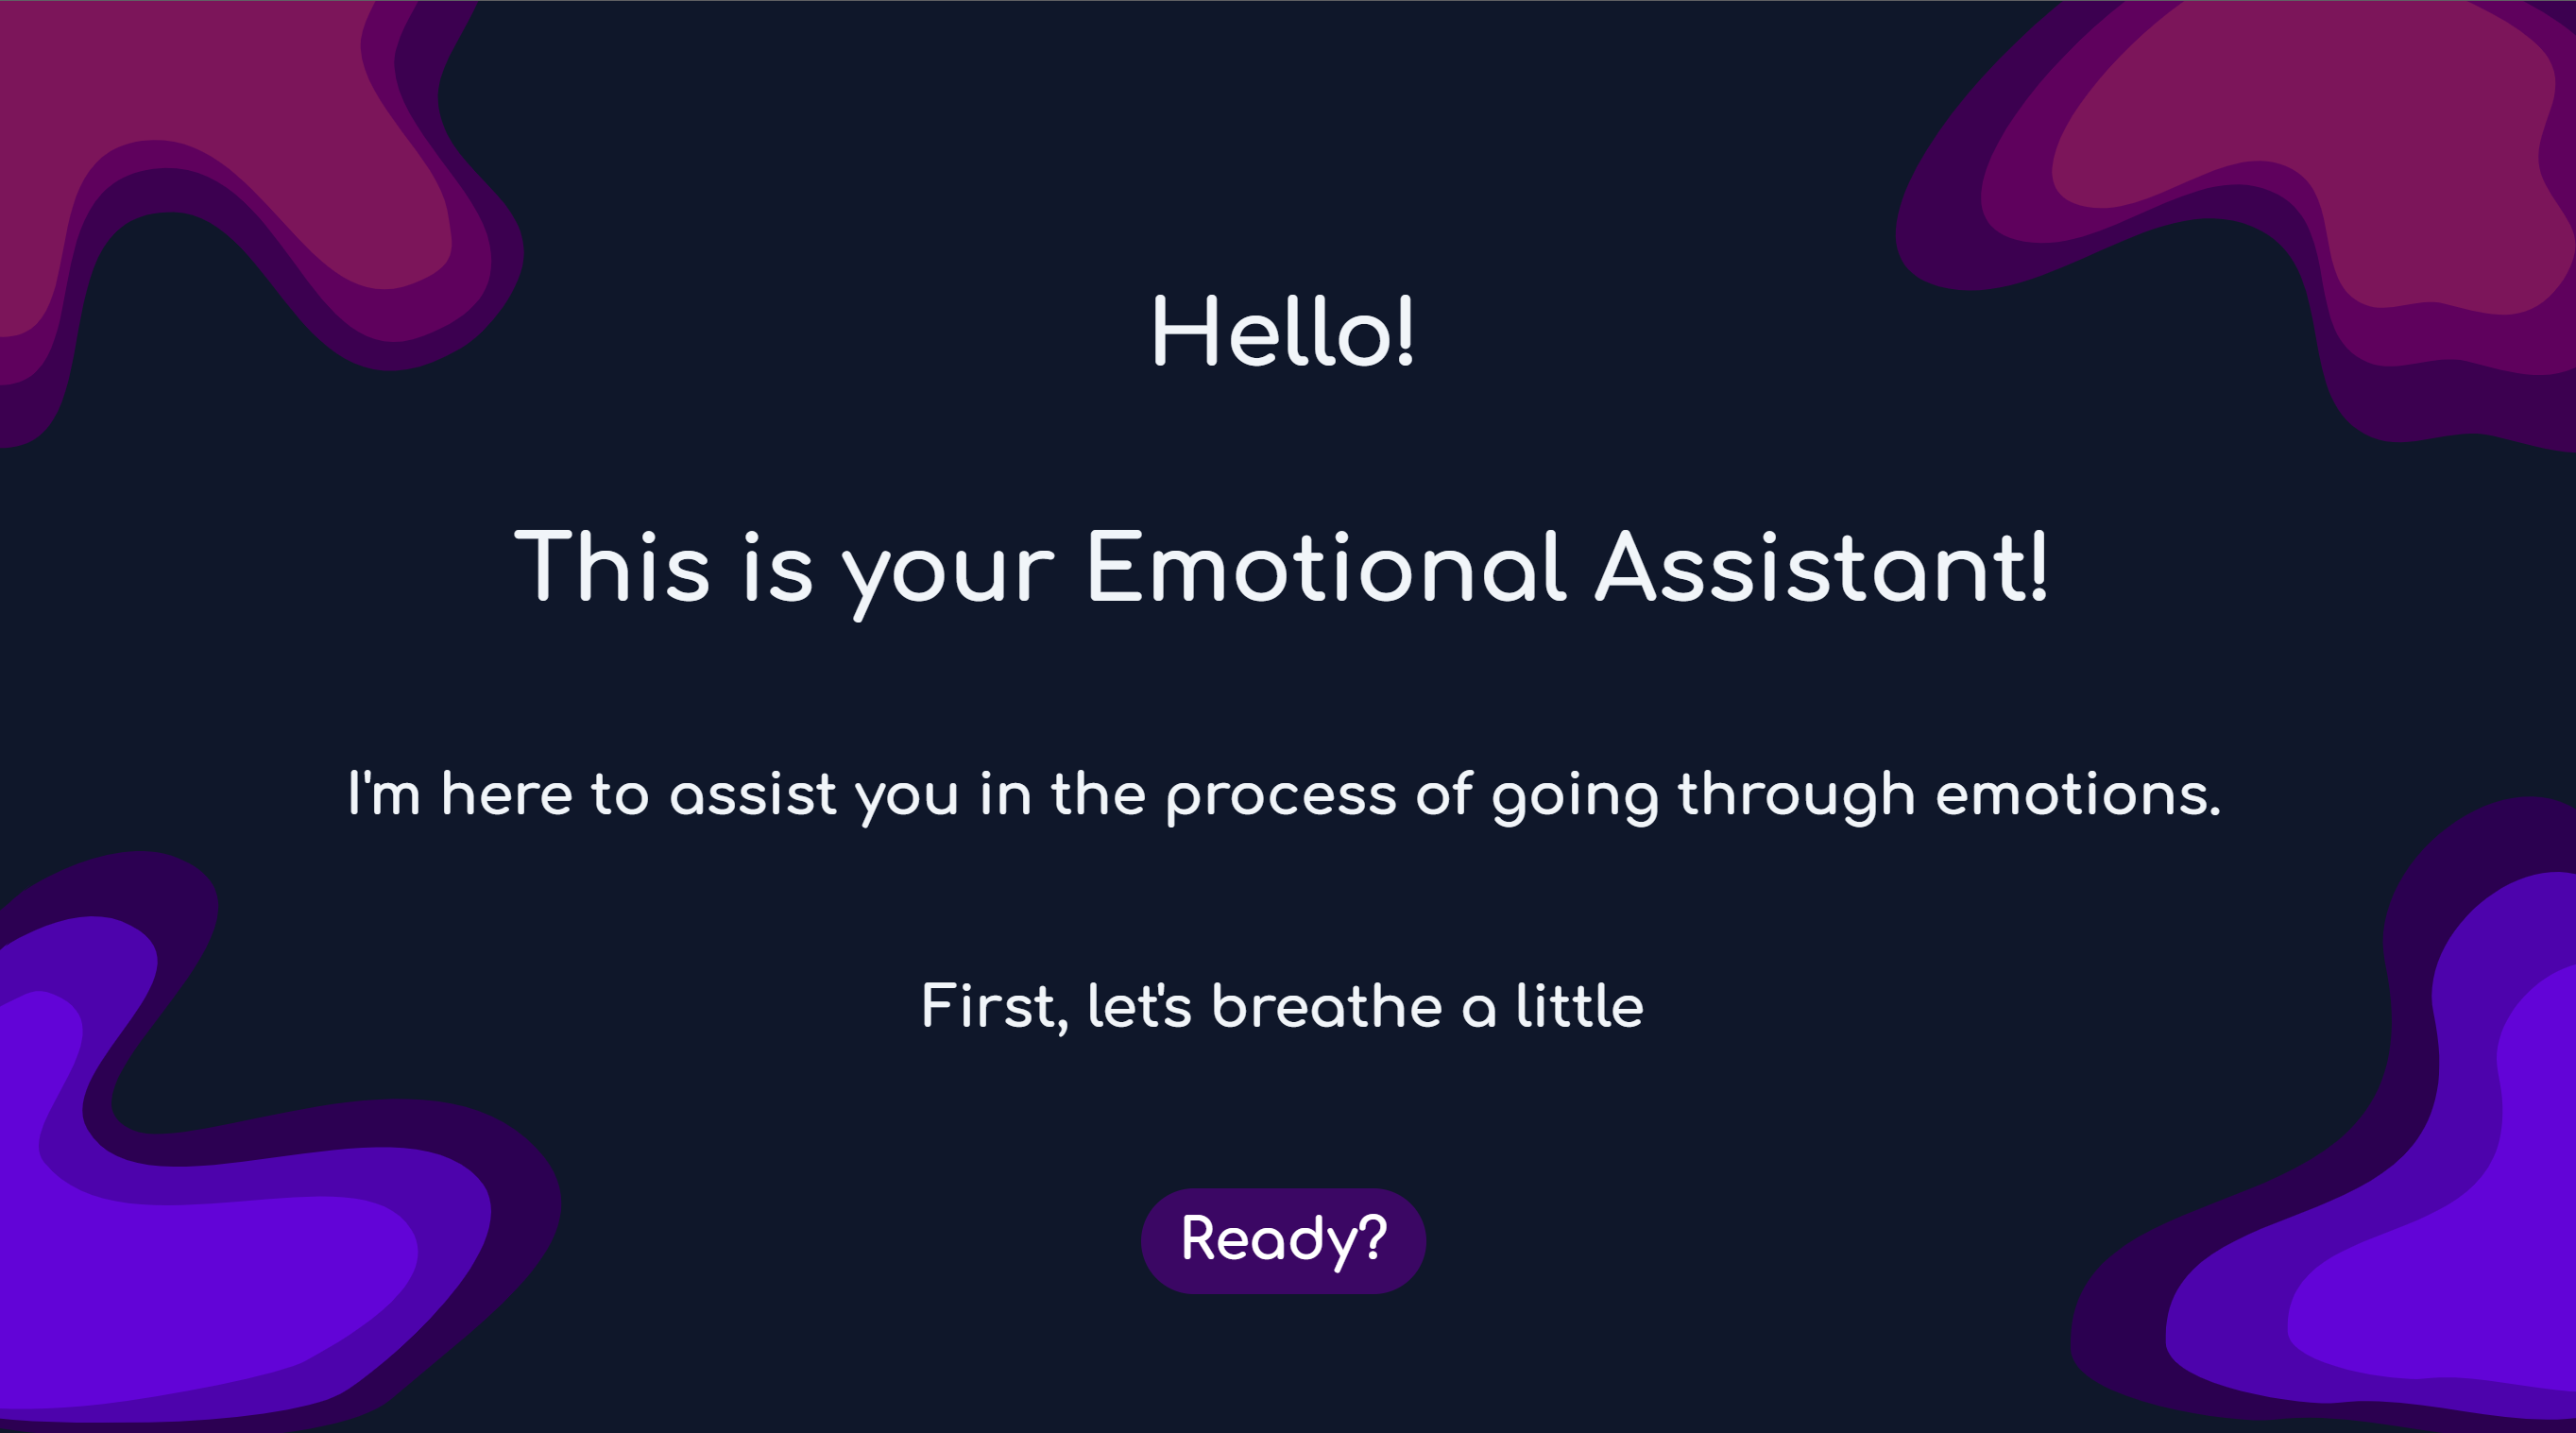 Hello!
This is your Emotional Assistant!
I'm here to assist you in the process of going through emotions.
First, let's breathe a little
Ready?